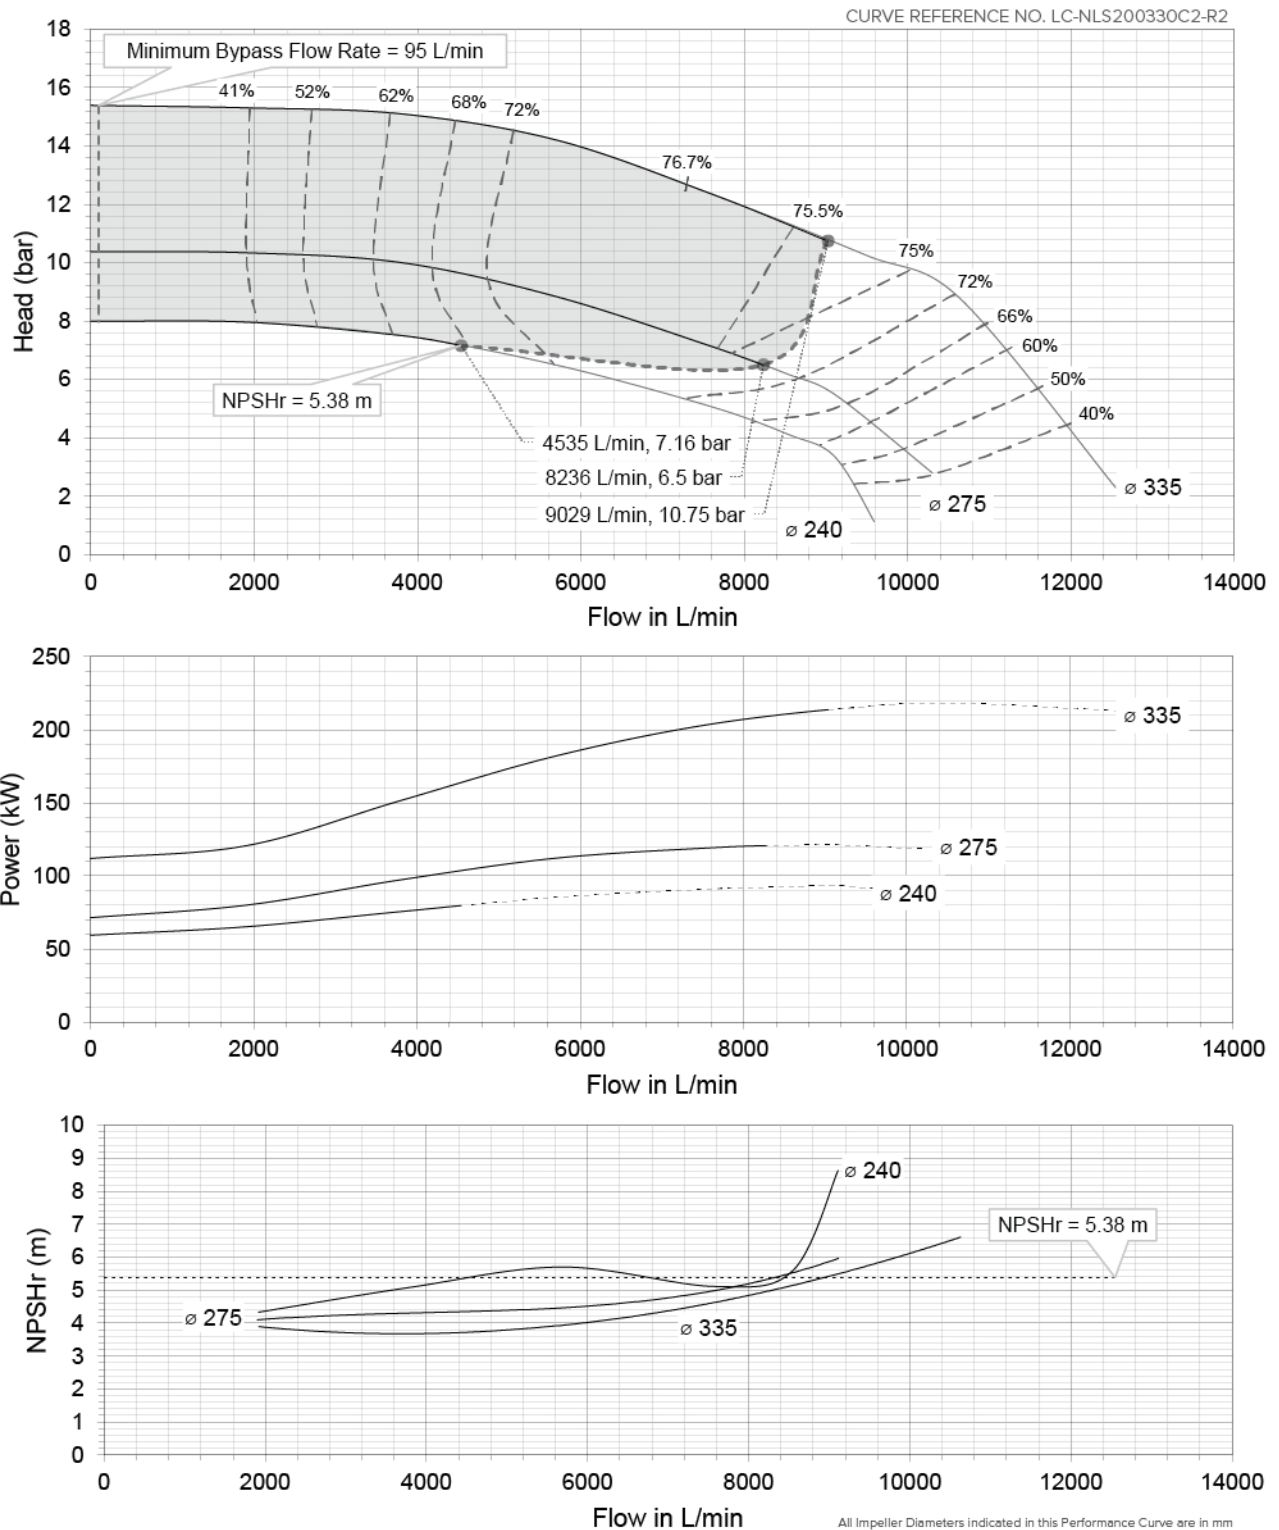 CURVE REFERENCE NO. LC-NLS200330C2-R2
18
Minimum Bypass Flow Rate = 95 L/min
16
41% 52% 62% 68% 72%
14
76.7%
12
75.5%
10
75%
72%
8
66%
60%
6
50%
NPSHr = 5.38 m
40%
4
4535 L/min, 7.16 bar
8236 L/min, 6.5 bar
2
ø 335
ø 275
9029 L/min, 10.75 bar
ø 240
0
Head (bar)
0 2000 4000 6000 8000 10000 12000 14000
Flow in L/min
250
200
ø 335
150
ø 275
100
ø 240
50
0
Power (kW)
0 2000 4000 6000 8000 10000 12000 14000
Flow in L/min
10
9
ø 240
8
7
NPSHr = 5.38 m
6
5
ø 275
4
ø 335
3
2
1
0
NPSHr (m)
0 2000 4000 6000 8000 10000 12000 14000
Flow in L/min
All Impeller Diameters indicated in this Performance Curve are in mm